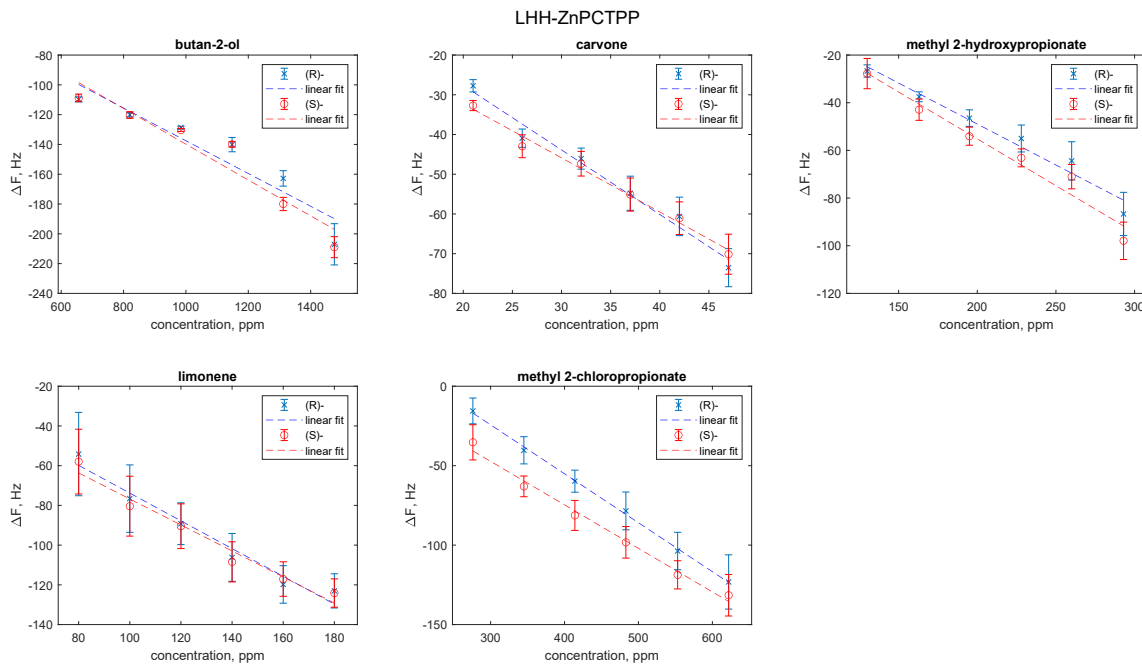 LHH-ZnPCTPP
butan-2-ol
-80
-100
-120
-140
-160
-180
-200
-220
-240
600 800 1000 1200 1400
Δ F, Hz
concentration, ppm
(R)-
linear fit
(S)-
linear fit
carvone
-20
-30
-40
-50
-60
-70
-80
20 25 30 35 40 45
Δ F, Hz
concentration, ppm
(R)-
linear fit
(S)-
linear fit
methyl 2-hydroxypropionate
-20
-40
-60
-80
-100
-120
150 200 250 300
Δ F, Hz
concentration, ppm
(R)-
linear fit
(S)-
linear fit
limonene
-20
-40
-60
-80
-100
-120
-140
80 100 120 140 160 180
Δ F, Hz
concentration, ppm
(R)-
linear fit
(S)-
linear fit
methyl 2-chloropropionate
0
-50
-100
-150
300 400 500 600
Δ F, Hz
concentration, ppm
(R)-
linear fit
(S)-
linear fit